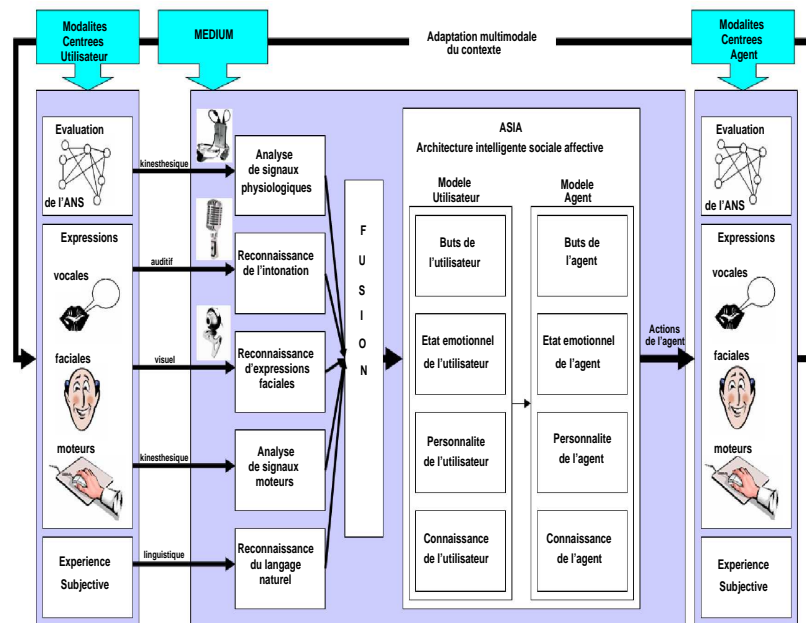 Modalites
Centrees
Utilisateur
MEDIUM
Adaptation multimodale
du contexte
Modalites
Centrees
Agent
Evaluation
de l'ANS
Expressions
vocales
faciales
moteurs
Experience
Subjective
kinesthesique
auditif
visuel
kinesthesique
linguistique
Analyse
de signaux
physiologiques
Reconnaissance
de l'intonation
Reconnaissance
d'expressions
faciales
Analyse
de signaux
moteurs
Reconnaissance
du langage
naturel
F
U
S
I
O
N
ASIA
Architecture intelligente sociale affective
Modele
Utilisateur
Buts de
l'utilisateur
Etat emotionnel
de l'utilisateur
Personnalite
de l'utilisateur
Connaissance
de l'utilisateur
Modele
Agent
Buts de
l'agent
Etat emotionnel
de l'agent
Personnalite
de l'agent
Connaissance
de l'agent
Actions
de l'agent
Evaluation
de l'ANS
Expressions
vocales
faciales
moteurs
Experience
Subjective